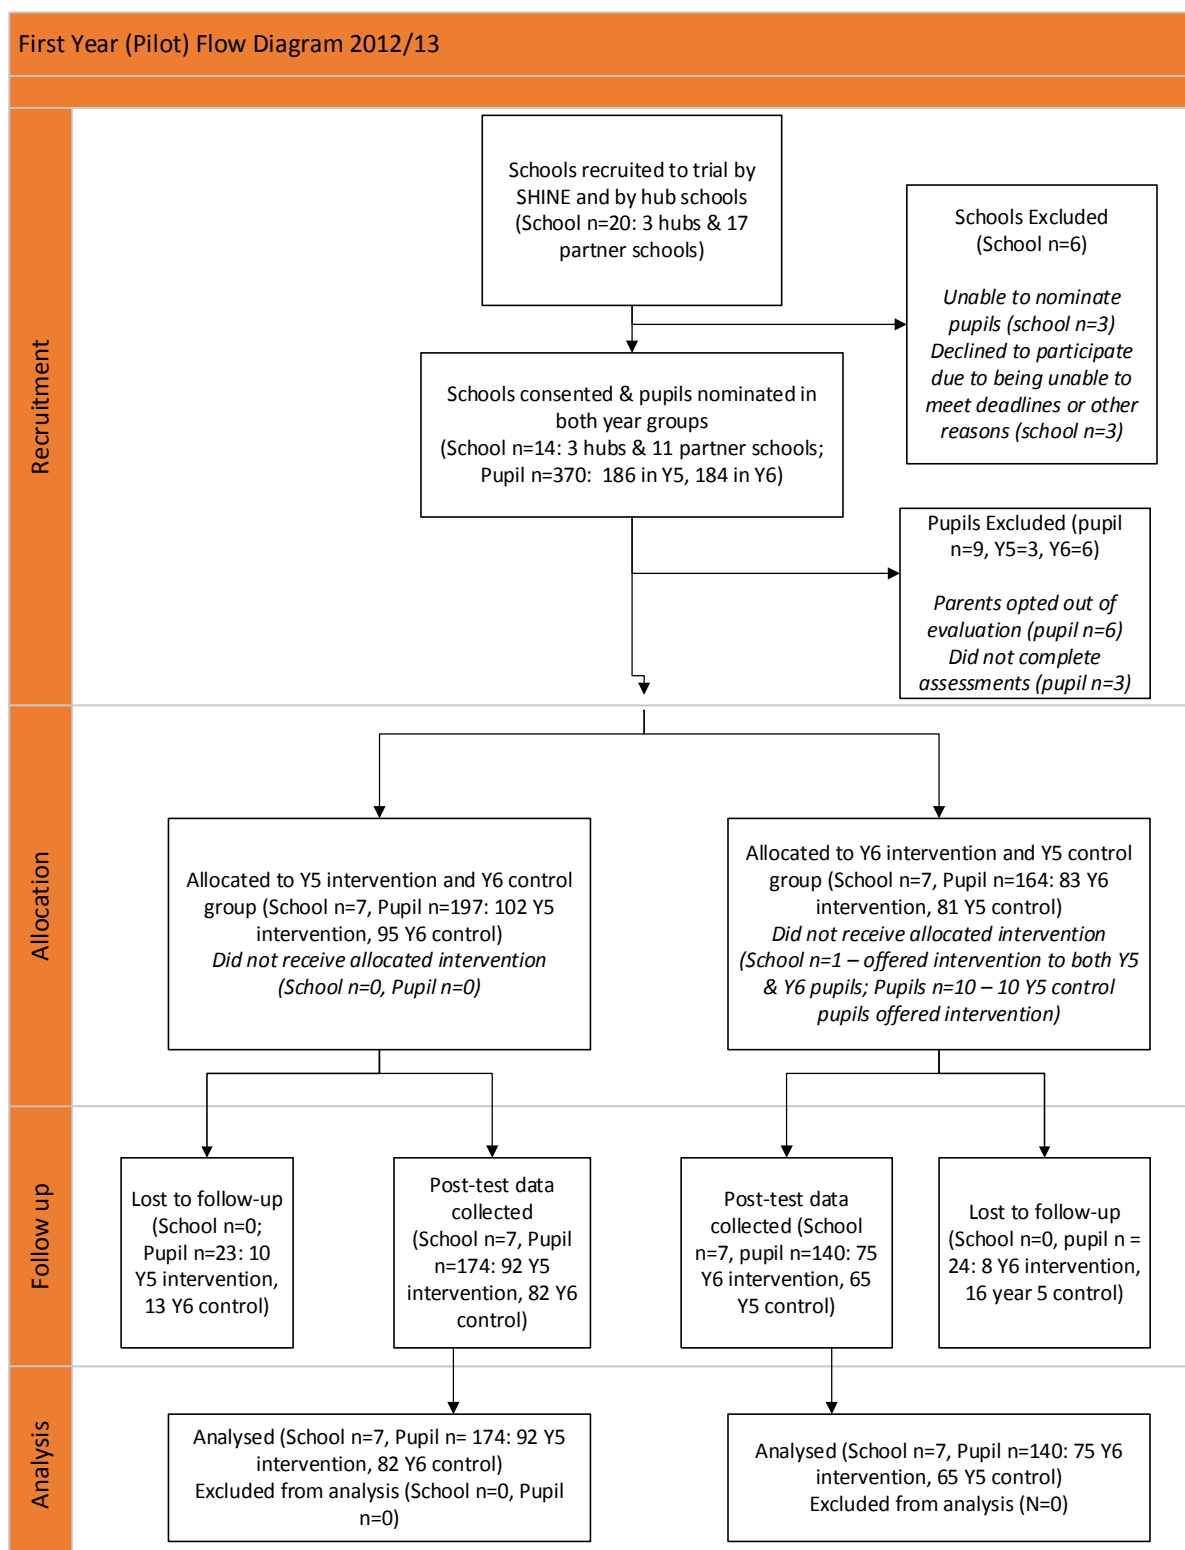 First Year (Pilot) Flow Diagram 2012/13
Recruitment
Schools recruited to trial by
SHINE and by hub schools
(School n=20: 3 hubs & 17
partner schools)
Schools Excluded
(School n=6)
Unable to nominate
pupils (school n=3)
Declined to participate
due to being unable to
meet deadlines or other
reasons (school n=3)
Schools consented & pupils nominated in
both year groups
(School n=14: 3 hubs & 11 partner schools;
Pupil n=370: 186 in Y5, 184 in Y6)
Pupils Excluded (pupil
n=9, Y5=3, Y6=6)
Parents opted out of
evaluation (pupil n=6)
Did not complete
assessments (pupil n=3)
Allocation
Allocated to Y5 intervention and Y6 control
group (School n=7, Pupil n=197: 102 Y5
intervention, 95 Y6 control)
Did not receive allocated intervention
(School n=0, Pupil n=0)
Allocated to Y6 intervention and Y5 control
group (School n=7, Pupil n=164: 83 Y6
intervention, 81 Y5 control)
Did not receive allocated intervention
(School n=1 – offered intervention to both Y5
& Y6 pupils; Pupils n=10 – 10 Y5 control
pupils offered intervention)
Follow up
Lost to follow-up
(School n=0;
Pupil n=23: 10
Y5 intervention,
13 Y6 control)
Post-test data
collected
(School n=7, Pupil
n=174: 92 Y5
intervention, 82 Y6
control)
Post-test data
collected (School
n=7, pupil n=140: 75
Y6 intervention, 65
Y5 control)
Lost to follow-up
(School n=0, pupil n =
24: 8 Y6 intervention,
16 year 5 control)
Analysis
Analysed (School n=7, Pupil n= 174: 92 Y5
intervention, 82 Y6 control)
Excluded from analysis (School n=0, Pupil
n=0)
Analysed (School n=7, Pupil n=140: 75 Y6
intervention, 65 Y5 control)
Excluded from analysis (N=0)